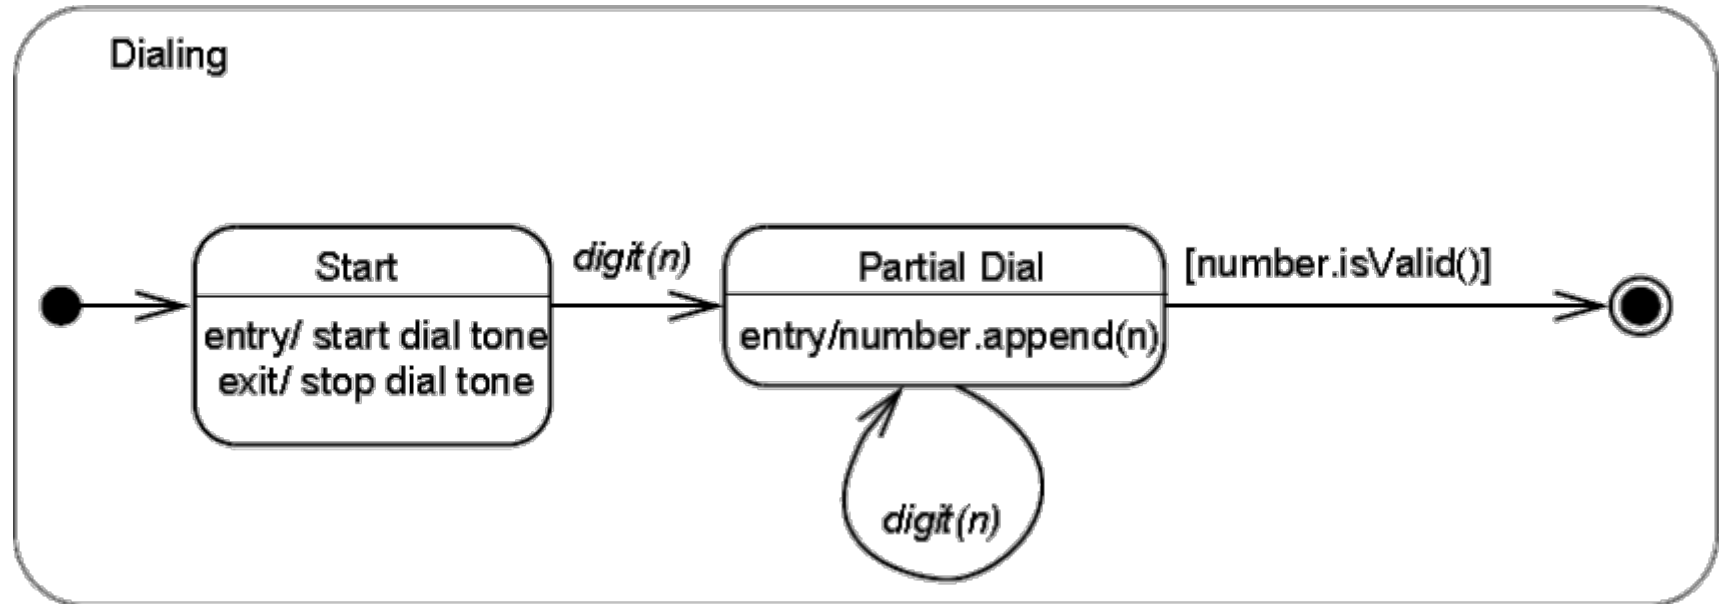 Dialing
Start
entry/ start dial tone
exit/ stop dial tone
digit(n)
Partial Dial
entry/number.append(n)
digit(n)
[number.isValid()]